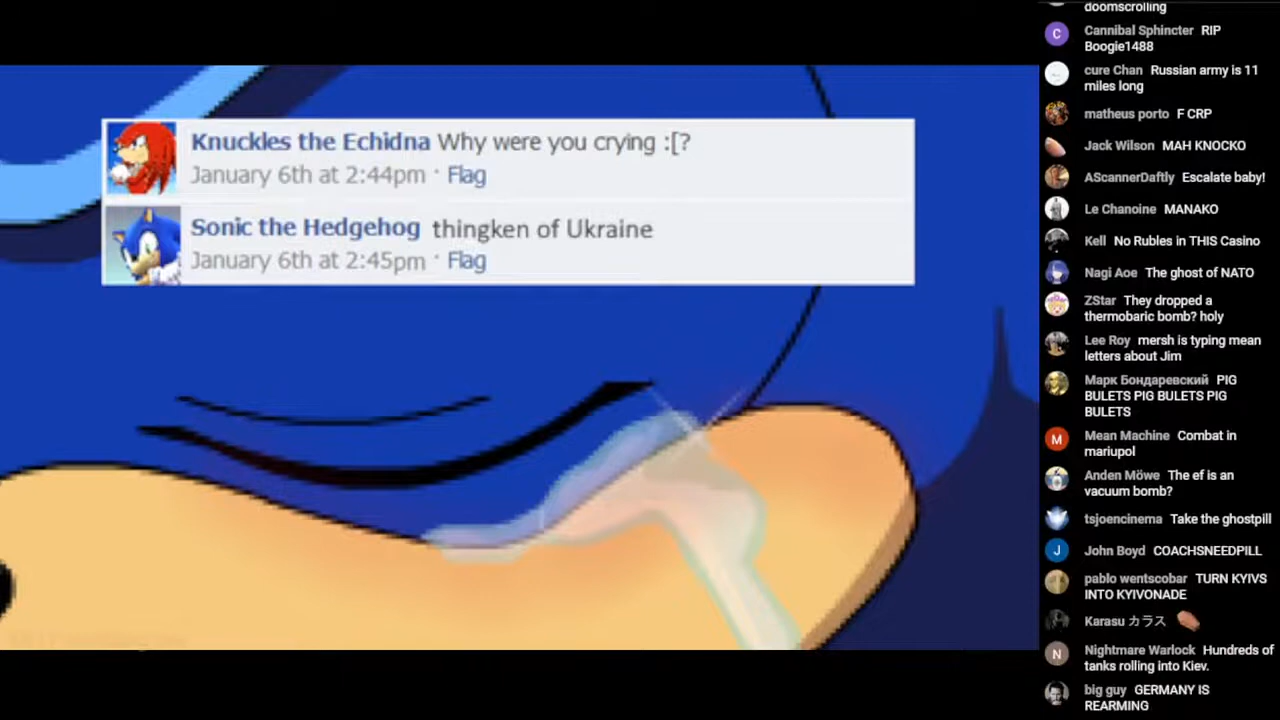 Knuckles the Echidna Why were you crying :[?
January 6th at 2:44pm · Flag
Sonic the Hedgehog thingken of Ukraine
January 6th at 2:45pm · Flag
doomscrolling
Cannibal Sphincter RIP
Boogie1488
cure Chan Russian army is 11
miles long
matheus porto F CRP
Jack Wilson MAH KNOCKO
AScannerDaftly Escalate baby!
Le Chanoine MANAKO
Kell No Rubles in THIS Casino
Nagi Aoe The ghost of NATO
ZStar They dropped a
thermobaric bomb? holy
Lee Roy mersh is typing mean
letters about Jim
Марк Бондаревский PIG
BULETS PIG BULETS PIG
BULETS
Mean Machine Combat in
mariupol
Anden Möwe The ef is an
vacuum bomb?
tsjoencinema Take the ghostpill
John Boyd COACHSNEEDPILL
pablo wentscobar TURN KYIVS
INTO KYIVONADE
Karasu カラス
Nightmare Warlock Hundreds of
tanks rolling into Kiev.
big guy GERMANY IS
REARMING